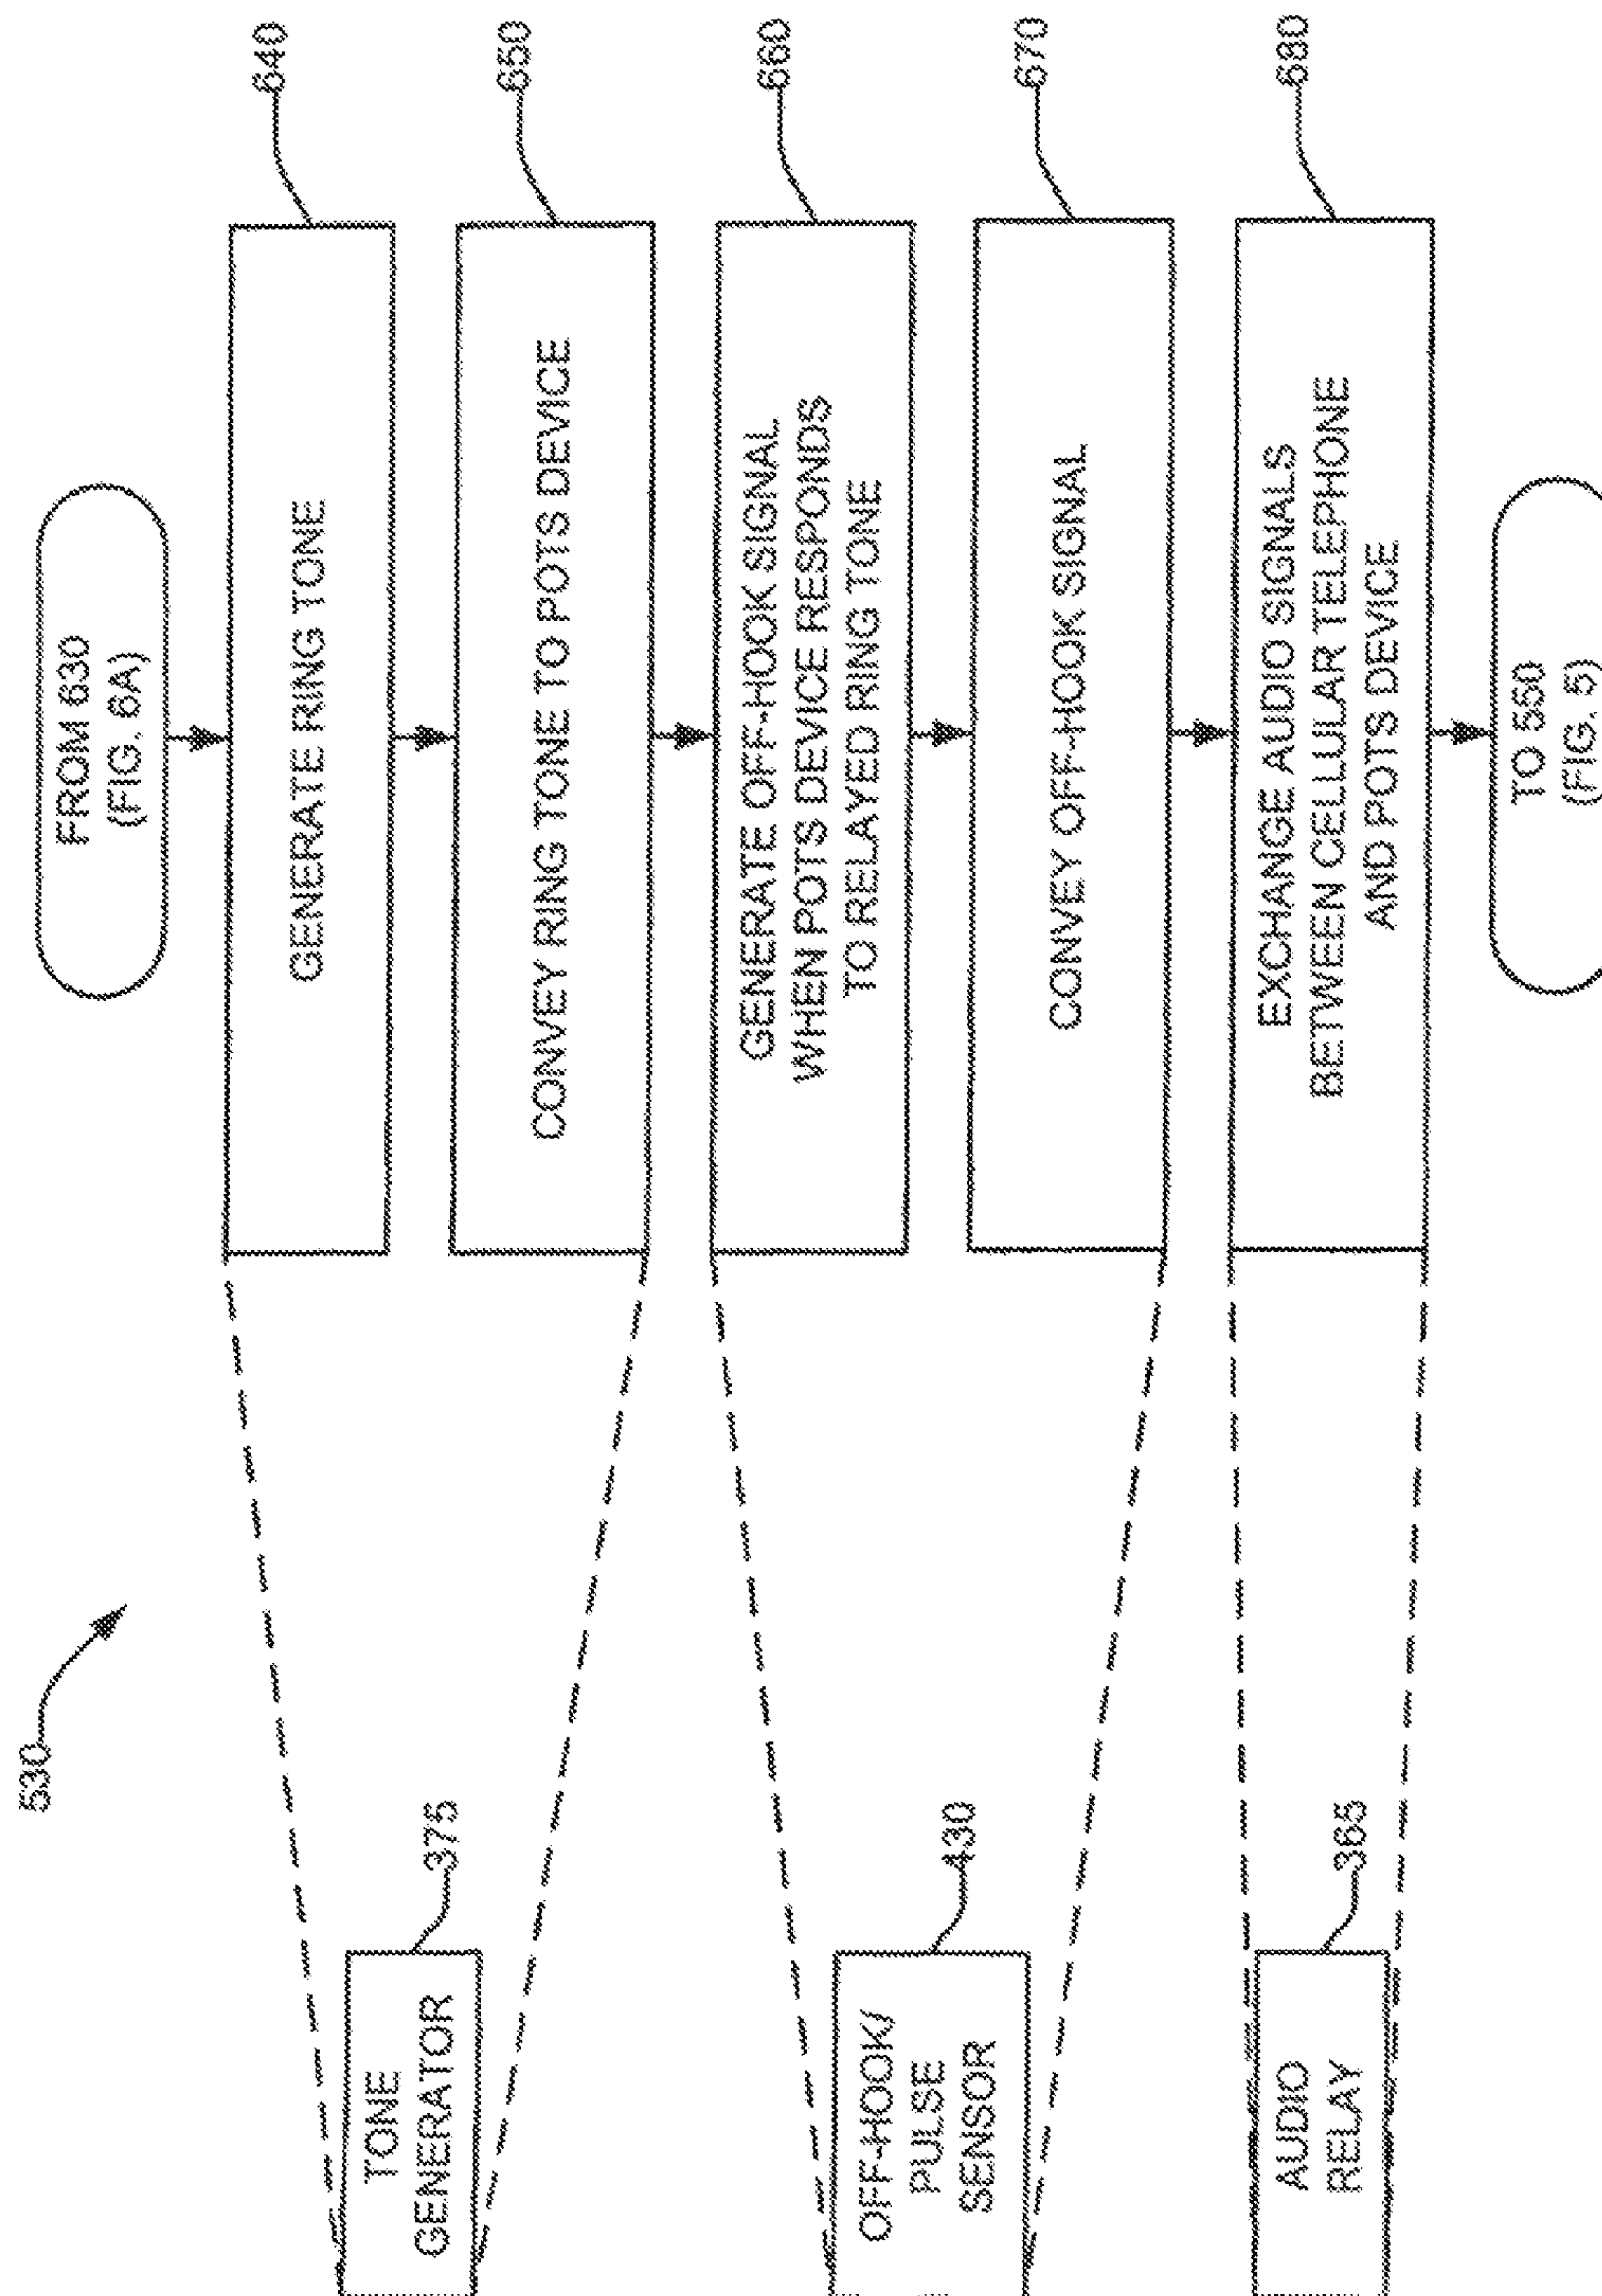 530
FROM 630
(FIG. 6A)
GENERATE RING TONE
640
TONE
GENERATOR
375
CONVEY RING TONE TO POTS DEVICE
650
GENERATE OFF-HOOK SIGNAL
WHEN POTS DEVICE RESPONDS
TO RELAYED RING TONE
660
OFF-HOOK/
PULSE
SENSOR
430
CONVEY OFF-HOOK SIGNAL
670
EXCHANGE AUDIO SIGNALS
BETWEEN CELLULAR TELEPHONE
AND POTS DEVICE
680
AUDIO
RELAY
365
TO 550
(FIG. 5)